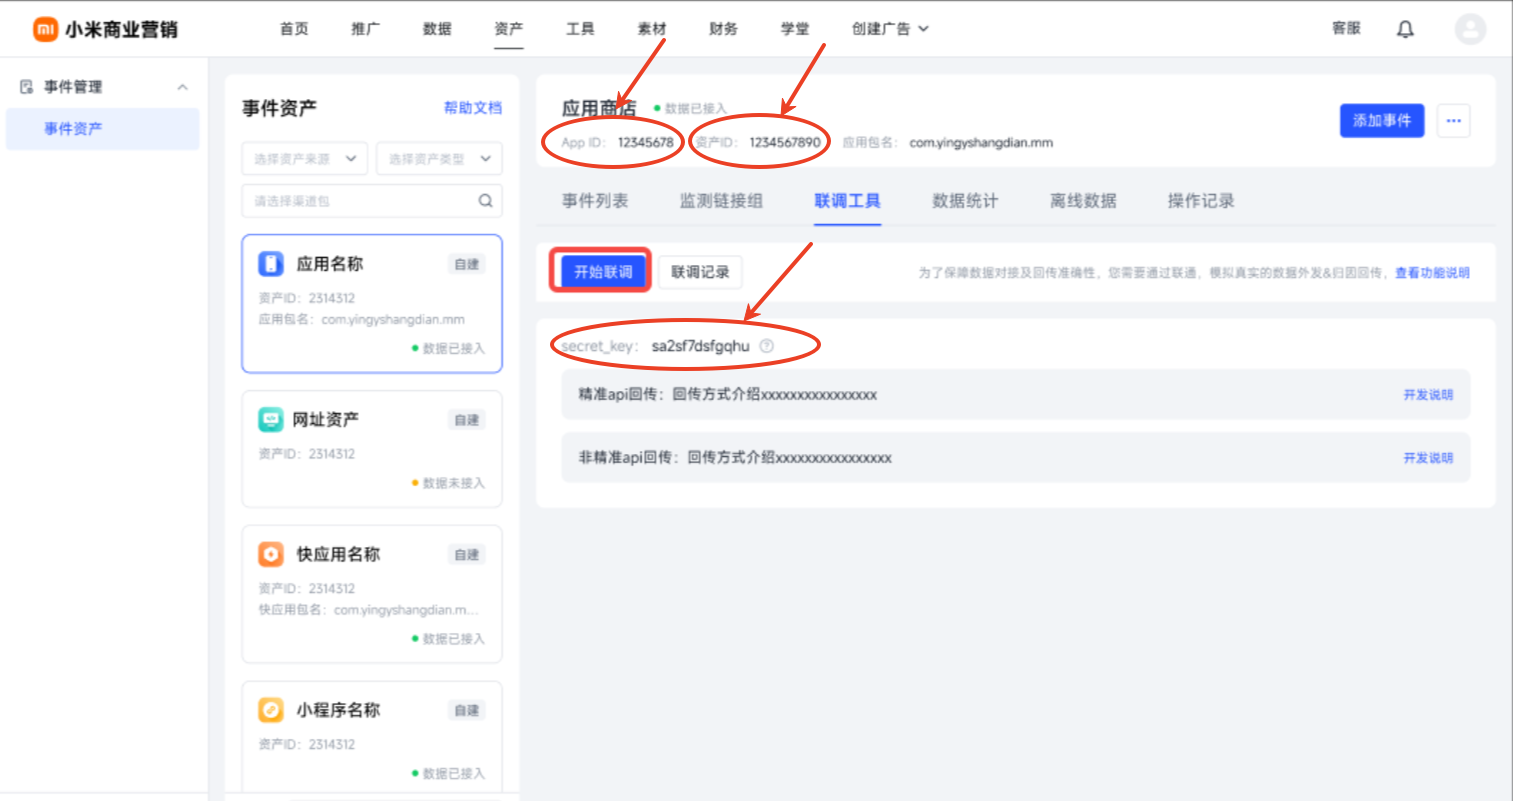 小米商业营销
首页 推广 数据 资产 工具 素材 财务 学堂 创建广告
客服
事件管理
事件资产
事件资产 帮助文档
选择资产来源 选择资产类型
请选择渠道包
应用名称 自建
资产ID: 2314312
应用包名: com.yingyshangdian.mm
数据已接入
网址资产 自建
资产ID: 2314312
数据未接入
快应用名称 自建
资产ID: 2314312
快应用包名: com.yingyshangdian.m...
数据已接入
小程序名称 自建
资产ID: 2314312
数据已接入
应用商店 数据已接入
App ID: 12345678 资产ID: 1234567890 应用包名: com.yingyshangdian.mm
添加事件 ...
事件列表 监测链接组 联调工具 数据统计 离线数据 操作记录
开始联调 联调记录 为了保障数据对接及回传准确性,您需要通过联通,模拟真实的数据外发&归因回传,查看功能说明
secret_key: sa2sf7dsfgqhu
精准api回传:回传方式介绍xxxxxxxxxxxxxxxx 开发说明
非精准api回传:回传方式介绍xxxxxxxxxxxxxxxx 开发说明